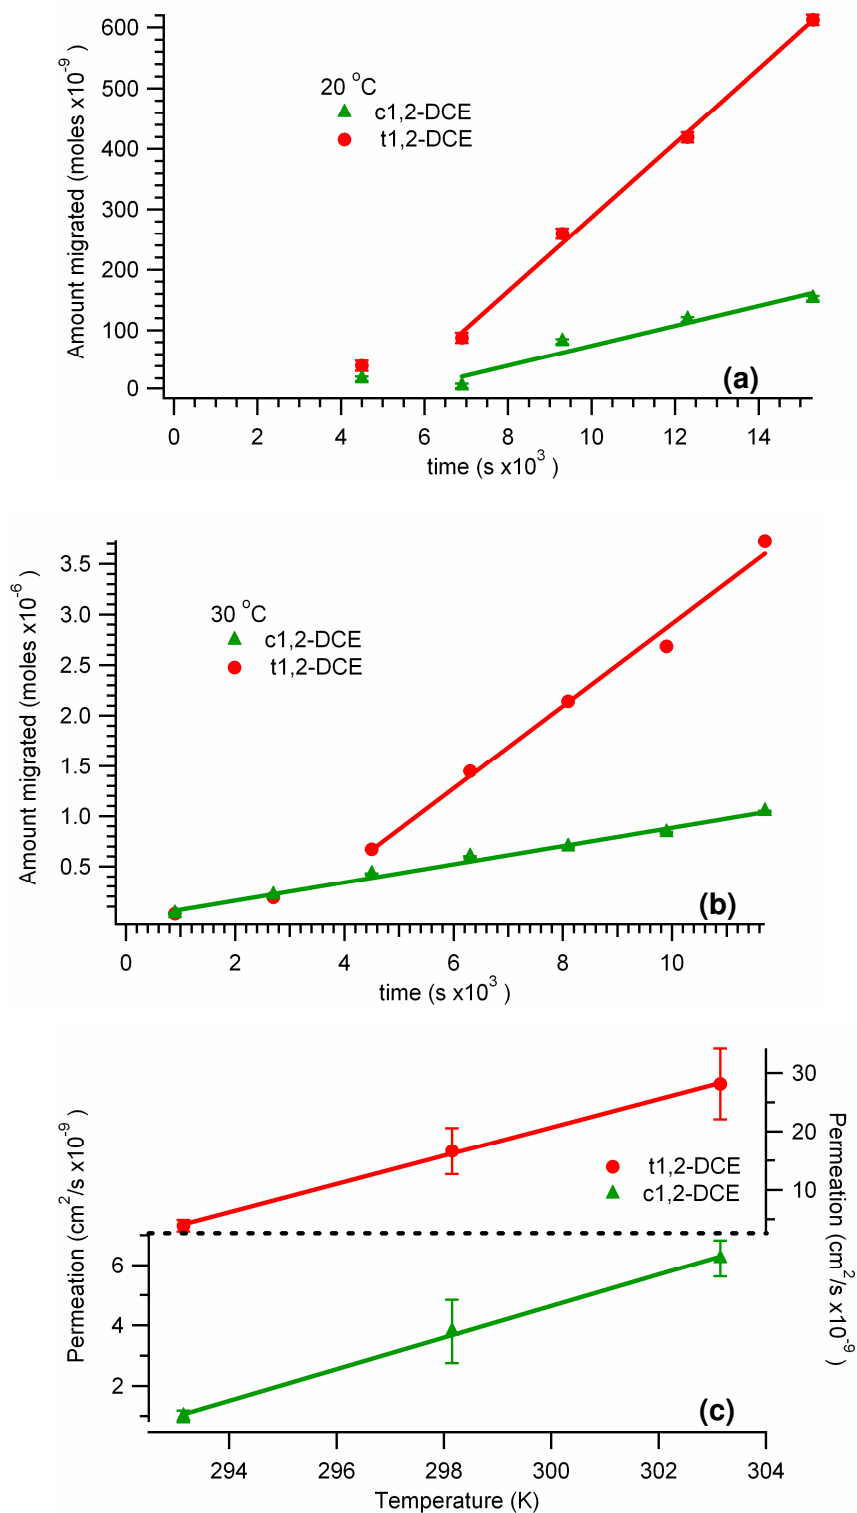 600
500
400
300
200
100
0
Amount migrated (moles x10⁻⁹)
20 °C
c1,2-DCE
t1,2-DCE
(a)
0 2 4 6 8 10 12 14
time (s x10³)
3.5
3.0
2.5
2.0
1.5
1.0
0.5
Amount migrated (moles x10⁻⁶)
30 °C
c1,2-DCE
t1,2-DCE
(b)
0 2 4 6 8 10
time (s x10³)
30
20
10
Permeation (cm²/s x10⁻⁹)
t1,2-DCE
c1,2-DCE
6
4
2
Permeation (cm²/s x10⁻⁹)
(c)
294 296 298 300 302 304
Temperature (K)